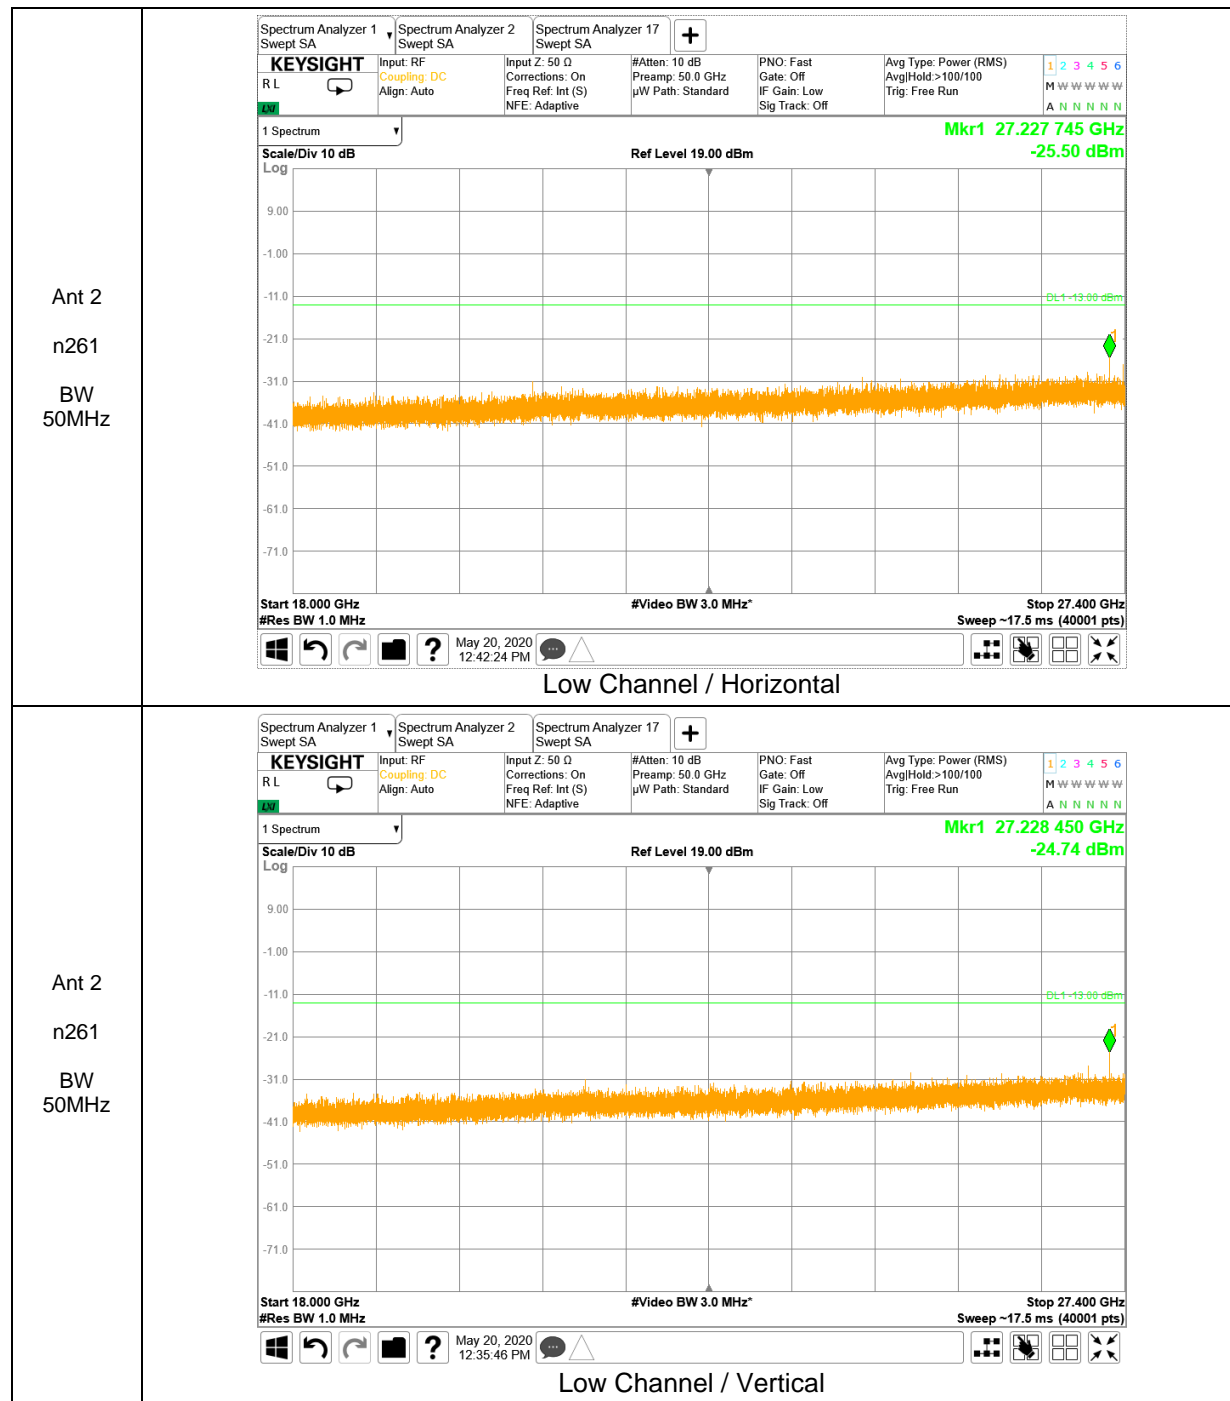 Ant 2
n261
BW
50MHz
Spectrum Analyzer 1
Swept SA
Spectrum Analyzer 2
Swept SA
Spectrum Analyzer 17
Swept SA
KEYSIGHT
R L
LXI
Input: RF
Coupling: DC
Align: Auto
Input Z: 50 Ω
Corrections: On
Freq Ref: Int (S)
NFE: Adaptive
#Atten: 10 dB
Preamp: 50.0 GHz
µW Path: Standard
PNO: Fast
Gate: Off
IF Gain: Low
Sig Track: Off
Avg Type: Power (RMS)
Avg|Hold:>100/100
Trig: Free Run
1 2 3 4 5 6
M W W W W W
A N N N N N
1 Spectrum
Mkr1 27.227 745 GHz
-25.50 dBm
Scale/Div 10 dB
Ref Level 19.00 dBm
Log
9.00
-1.00
-11.0
DL1 -13.00 dBm
1
-21.0
-31.0
-41.0
-51.0
-61.0
-71.0
Start 18.000 GHz
#Video BW 3.0 MHz*
Stop 27.400 GHz
#Res BW 1.0 MHz
Sweep ~17.5 ms (40001 pts)
?
May 20, 2020
12:42:24 PM
Low Channel / Horizontal
Ant 2
n261
BW
50MHz
Spectrum Analyzer 1
Swept SA
Spectrum Analyzer 2
Swept SA
Spectrum Analyzer 17
Swept SA
KEYSIGHT
R L
LXI
Input: RF
Coupling: DC
Align: Auto
Input Z: 50 Ω
Corrections: On
Freq Ref: Int (S)
NFE: Adaptive
#Atten: 10 dB
Preamp: 50.0 GHz
µW Path: Standard
PNO: Fast
Gate: Off
IF Gain: Low
Sig Track: Off
Avg Type: Power (RMS)
Avg|Hold:>100/100
Trig: Free Run
1 2 3 4 5 6
M W W W W W
A N N N N N
1 Spectrum
Mkr1 27.228 450 GHz
-24.74 dBm
Scale/Div 10 dB
Ref Level 19.00 dBm
Log
9.00
-1.00
-11.0
DL1 -13.00 dBm
1
-21.0
-31.0
-41.0
-51.0
-61.0
-71.0
Start 18.000 GHz
#Video BW 3.0 MHz*
Stop 27.400 GHz
#Res BW 1.0 MHz
Sweep ~17.5 ms (40001 pts)
?
May 20, 2020
12:35:46 PM
Low Channel / Vertical